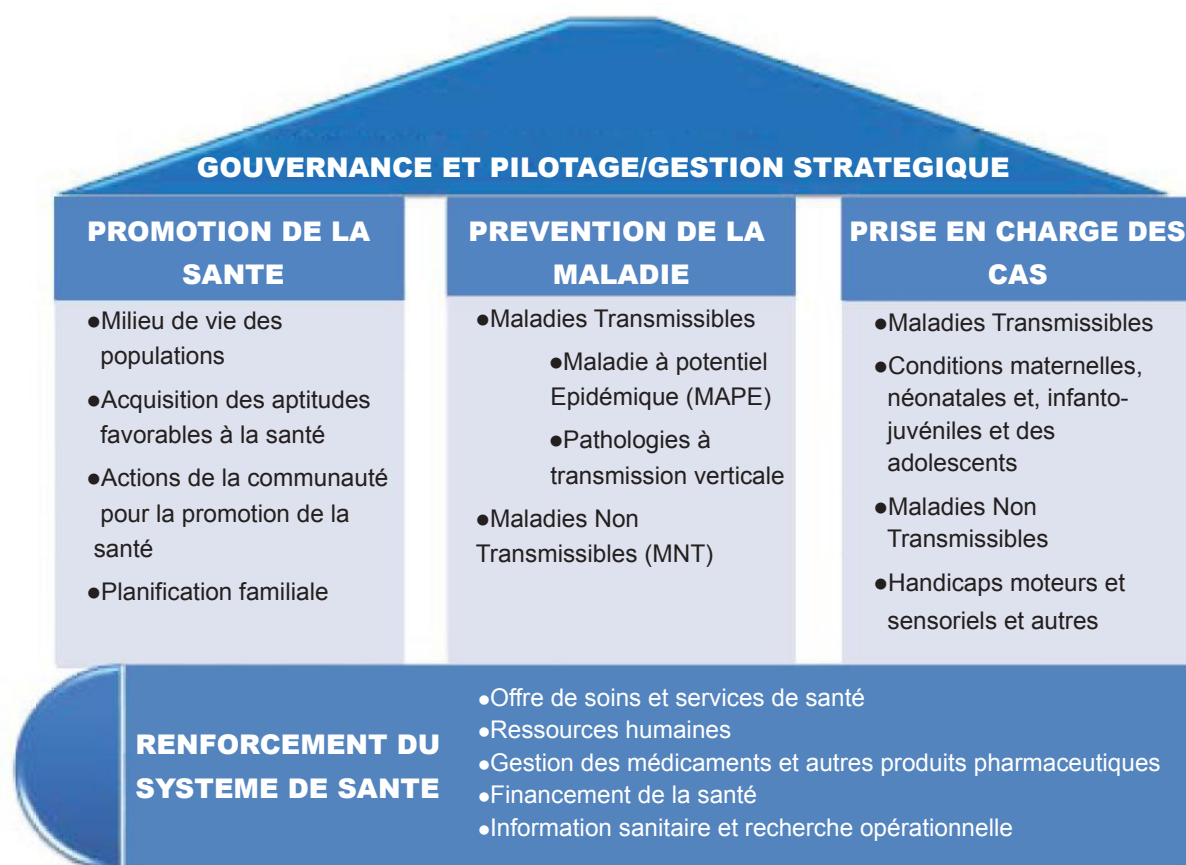 GOUVERNANCE ET PILOTAGE/GESTION STRATEGIQUE
PROMOTION DE LA
SANTE
●Milieu de vie des
populations
●Acquisition des aptitudes
favorables à la santé
●Actions de la communauté
pour la promotion de la
santé
●Planification familiale
PREVENTION DE LA
MALADIE
●Maladies Transmissibles
●Maladie à potentiel
Epidémique (MAPE)
●Pathologies à
transmission verticale
●Maladies Non
Transmissibles (MNT)
PRISE EN CHARGE DES
CAS
●Maladies Transmissibles
●Conditions maternelles,
néonatales et, infanto-
juvéniles et des
adolescents
●Maladies Non
Transmissibles
●Handicaps moteurs et
sensoriels et autres
RENFORCEMENT DU
SYSTEME DE SANTE
●Offre de soins et services de santé
●Ressources humaines
●Gestion des médicaments et autres produits pharmaceutiques
●Financement de la santé
●Information sanitaire et recherche opérationnelle